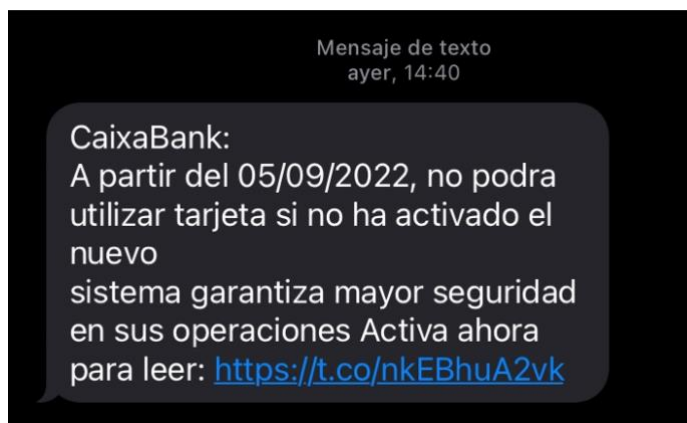 Mensaje de texto
ayer, 14:40
CaixaBank:
A partir del 05/09/2022, no podra
utilizar tarjeta si no ha activado el
nuevo
sistema garantiza mayor seguridad
en sus operaciones Activa ahora
para leer: https://t.co/nkEBhuA2vk